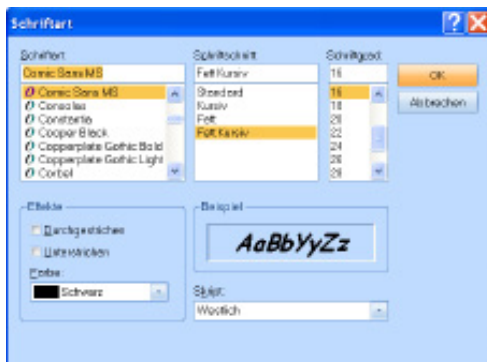 Schriftart
Schriftart:
Comic Sans MS
Comic Sans MS
Consolas
Constantia
Cooper Black
Copperplate Gothic Bold
Copperplate Gothic Light
Corbel
Schriftschnitt:
Fett Kursiv
Standard
Kursiv
Fett
Fett Kursiv
Schriftgrad:
16
16
18
20
22
24
26
28
OK
Abbrechen
Effekte
Durchgestrichen
Unterstrichen
Farbe:
Schwarz
Beispiel
AaBbYyZz
Skript:
Westlich